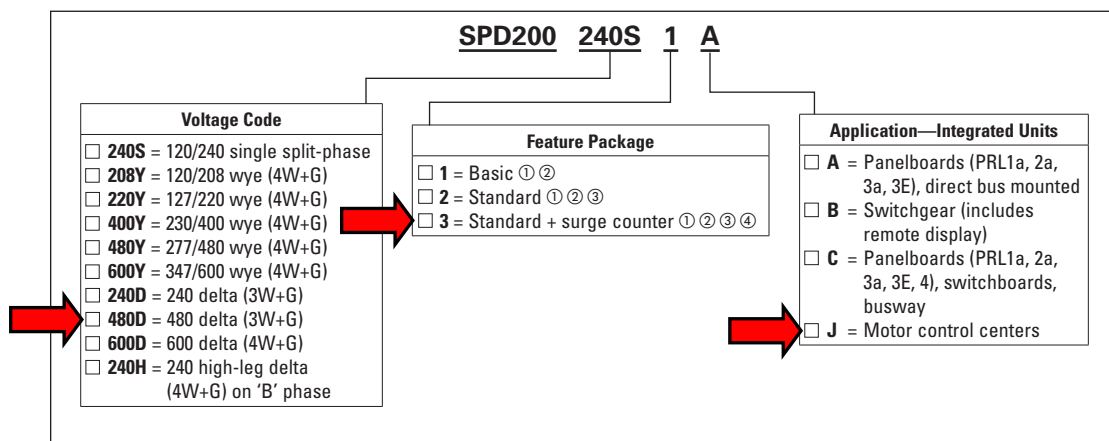 SPD200 240S 1 A
Voltage Code
☐ 240S = 120/240 single split-phase
☐ 208Y = 120/208 wye (4W+G)
☐ 220Y = 127/220 wye (4W+G)
☐ 400Y = 230/400 wye (4W+G)
☐ 480Y = 277/480 wye (4W+G)
☐ 600Y = 347/600 wye (4W+G)
☐ 240D = 240 delta (3W+G)
☐ 480D = 480 delta (3W+G)
☐ 600D = 600 delta (4W+G)
☐ 240H = 240 high-leg delta
(4W+G) on ‘B’ phase
Feature Package
☐ 1 = Basic ① ②
☐ 2 = Standard ① ② ③
☐ 3 = Standard + surge counter ① ② ③ ④
Application—Integrated Units
☐ A = Panelboards (PRL1a, 2a,
3a, 3E), direct bus mounted
☐ B = Switchgear (includes
remote display)
☐ C = Panelboards (PRL1a, 2a,
3a, 3E, 4), switchboards,
busway
☐ J = Motor control centers